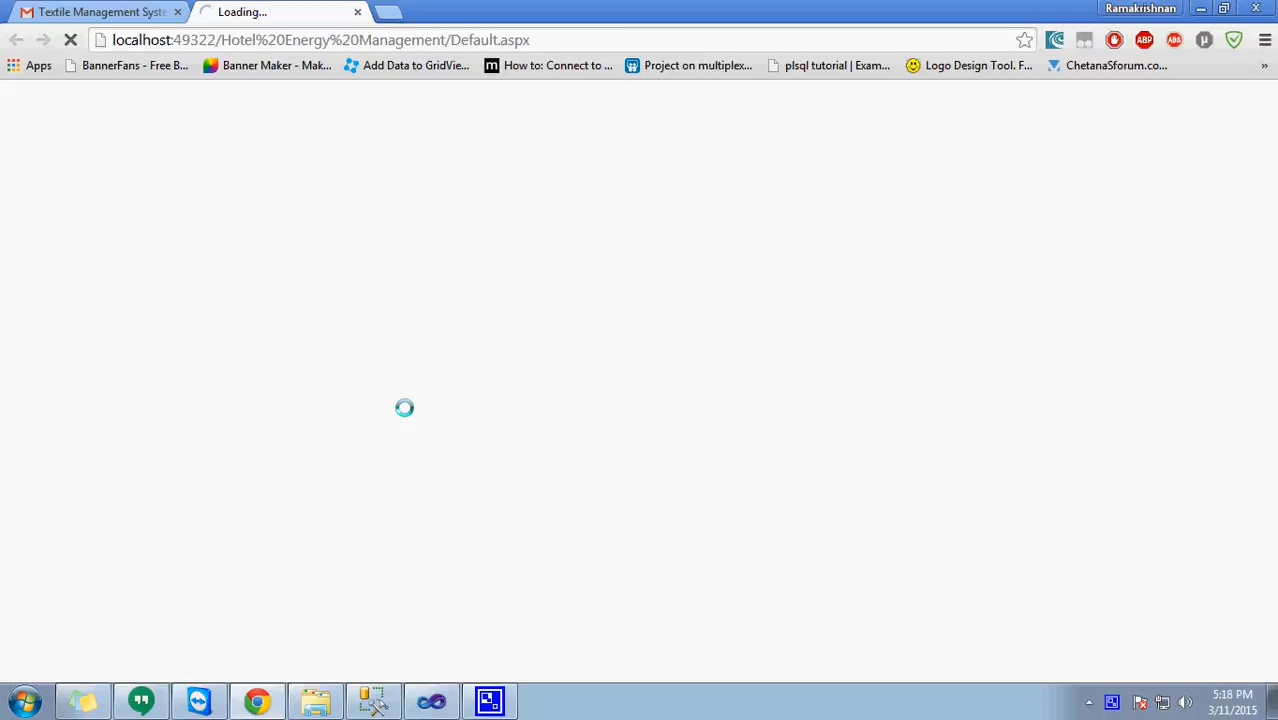 Textile Management Syste
Loading...
Ramakrishnan
localhost:49322/Hotel%20Energy%20Management/Default.aspx
ABP
ABS
µ
Apps
BannerFans - Free B...
Banner Maker - Mak...
Add Data to GridVie...
m
How to: Connect to ...
Project on multiplex...
plsql tutorial | Exam...
Logo Design Tool. F...
ChetanaSforum.co...
»
5:18 PM
3/11/2015